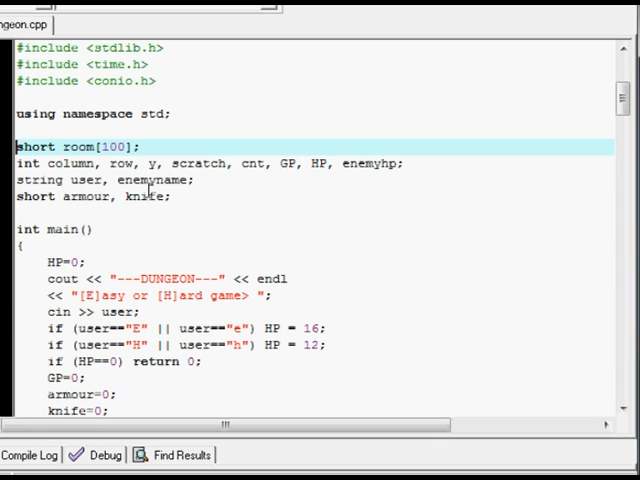 ngeon.cpp
#include <stdlib.h>
#include <time.h>
#include <conio.h>
using namespace std;
short room[100];
int column, row, y, scratch, cnt, GP, HP, enemyhp;
string user, enemyname;
short armour, knife;
int main()
{
HP=0;
cout << "---DUNGEON---" << endl
<< "[E]asy or [H]ard game> ";
cin >> user;
if (user=="E" || user=="e") HP = 16;
if (user=="H" || user=="h") HP = 12;
if (HP==0) return 0;
GP=0;
armour=0;
knife=0;
Compile Log Debug Find Results